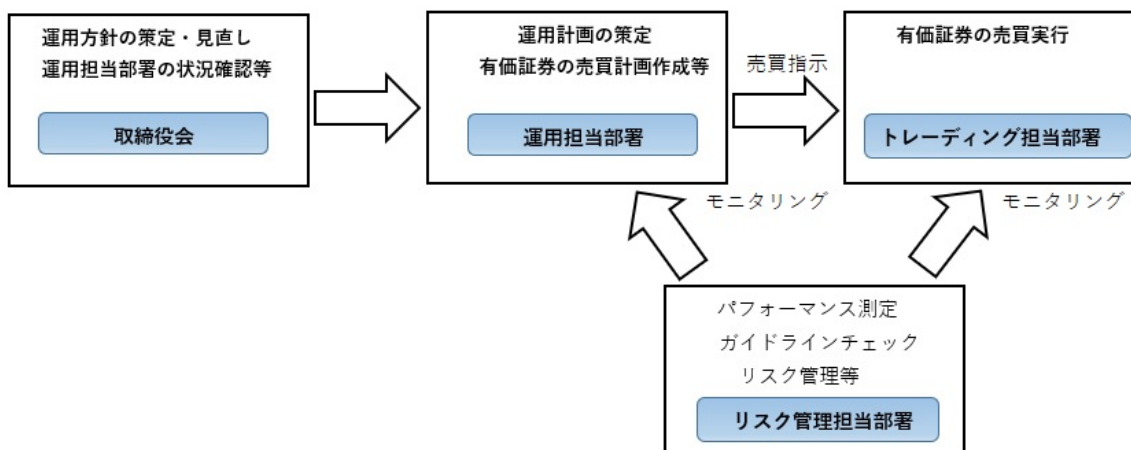 運用方針の策定・見直し
運用担当部署の状況確認等
取締役会
運用計画の策定
有価証券の売買計画作成等
運用担当部署
売買指示
有価証券の売買実行
トレーディング担当部署
モニタリング
モニタリング
パフォーマンス測定
ガイドラインチェック
リスク管理等
リスク管理担当部署